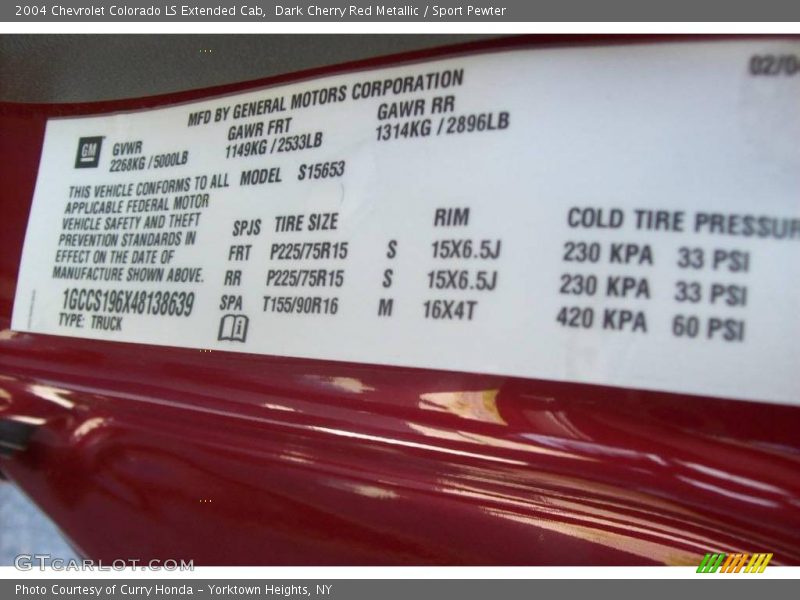 2004 Chevrolet Colorado LS Extended Cab,  Dark Cherry Red Metallic / Sport Pewter
02/04
MFD BY GENERAL MOTORS CORPORATION
GM
GVWR GAWR FRT GAWR RR
2268KG / 5000LB 1149KG / 2533LB 1314KG / 2896LB
THIS VEHICLE CONFORMS TO ALL MODEL S15653
APPLICABLE FEDERAL MOTOR
VEHICLE SAFETY AND THEFT
PREVENTION STANDARDS IN
EFFECT ON THE DATE OF
MANUFACTURE SHOWN ABOVE.
1GCCS196X48138639
TYPE: TRUCK
SPJS TIRE SIZE RIM COLD TIRE PRESSUR
FRT P225/75R15 S 15X6.5J 230 KPA 33 PSI
RR P225/75R15 S 15X6.5J 230 KPA 33 PSI
SPA T155/90R16 M 16X4T 420 KPA 60 PSI
GTCARLOT.COM
Photo Courtesy of Curry Honda - Yorktown Heights, NY